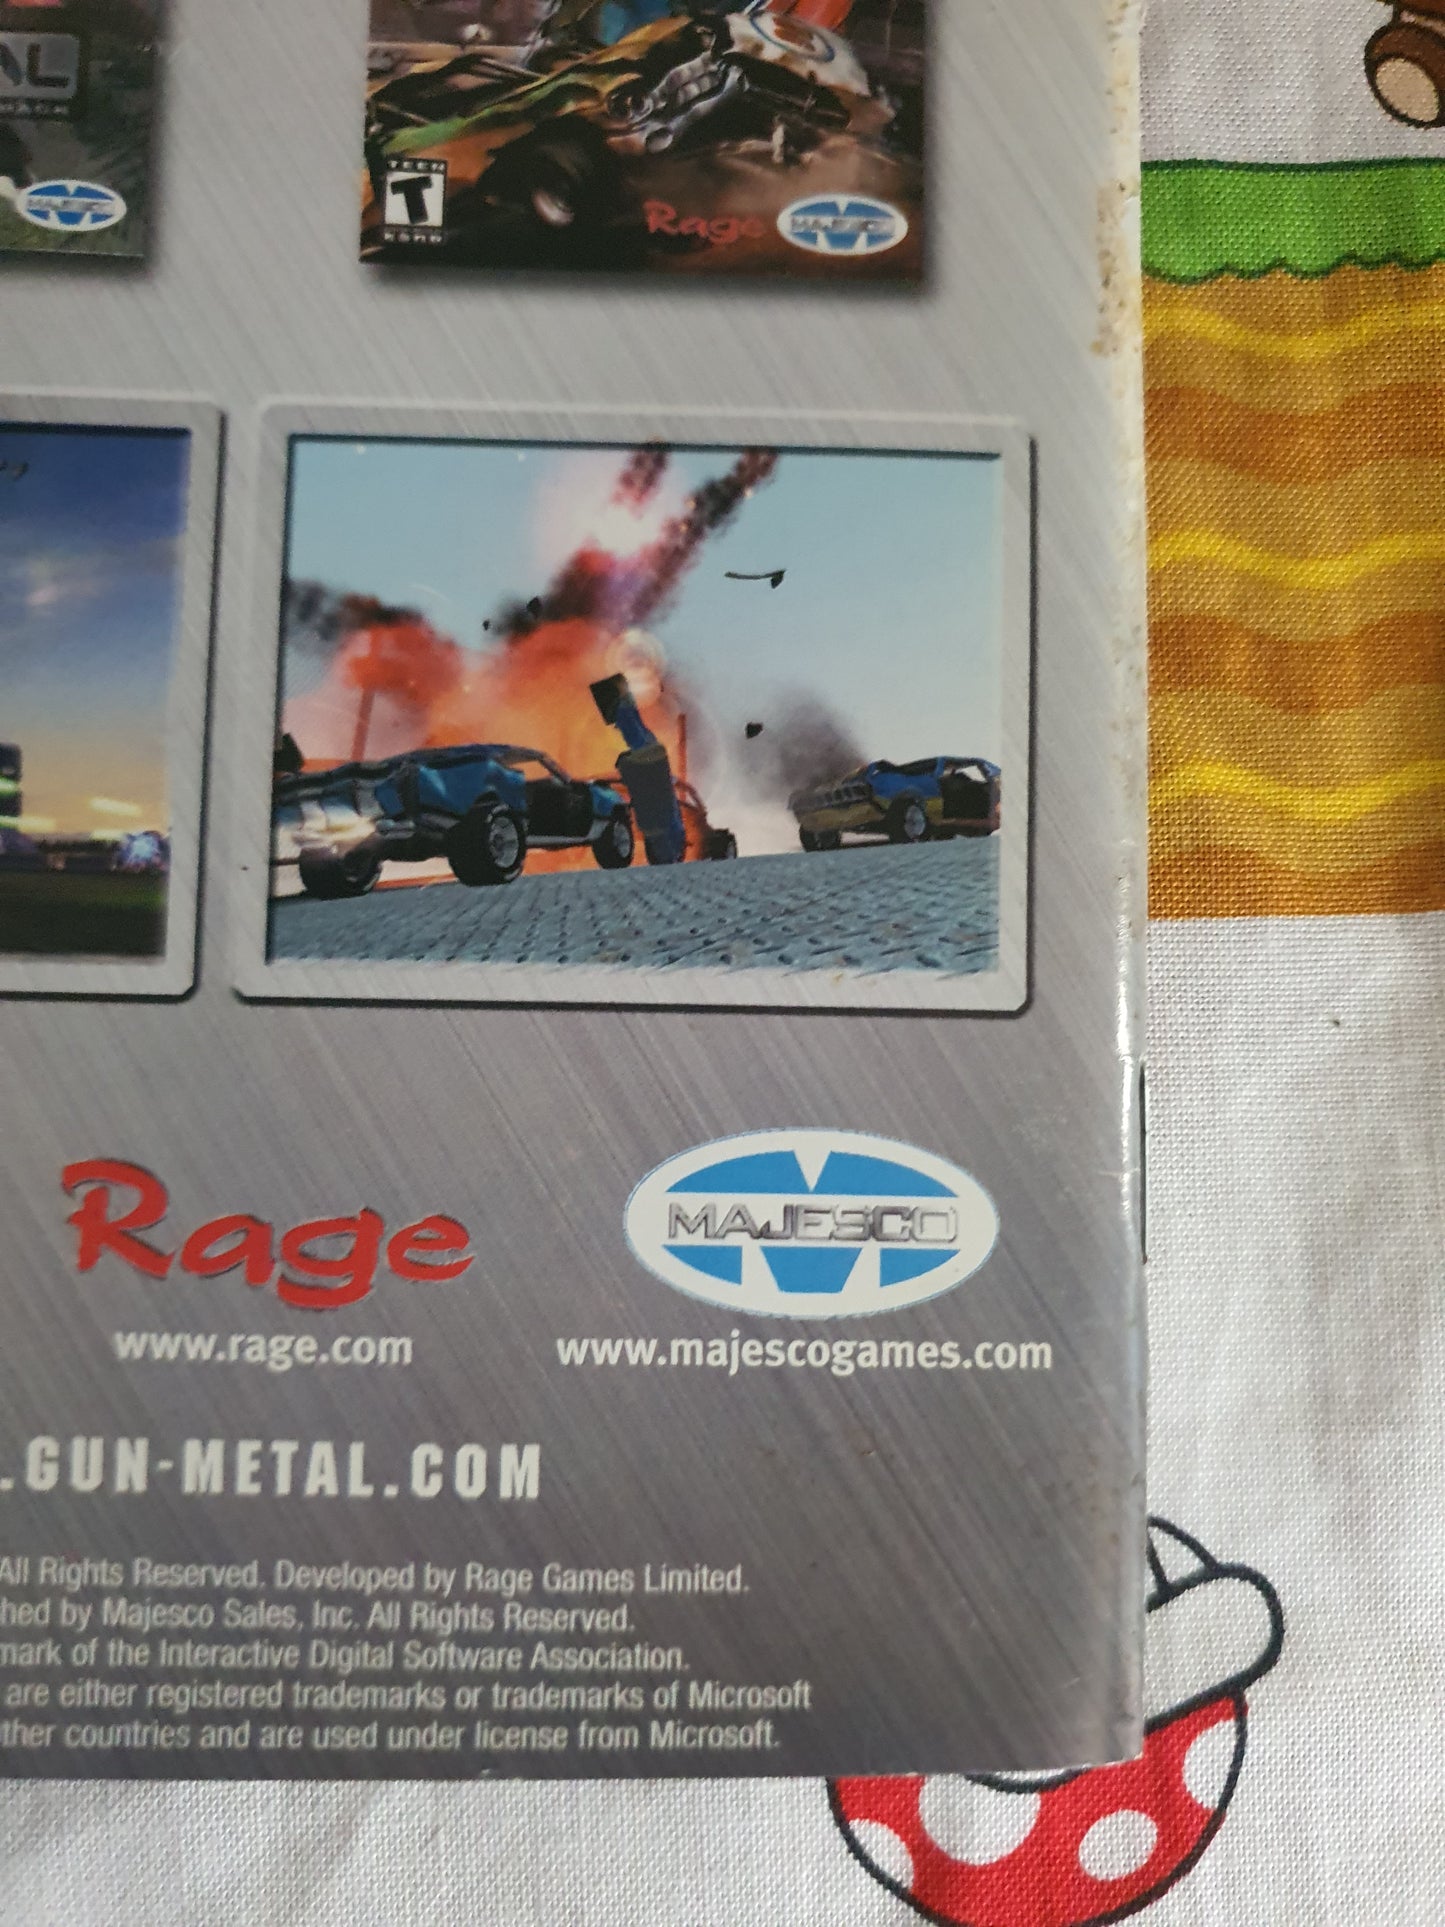 AL
TEEN
T
ESRB
MAJESCO
Rage
MAJESCO
Rage
MAJESCO
www.rage.com
www.majescogames.com
.GUN-METAL.COM
All Rights Reserved. Developed by Rage Games Limited.
hed by Majesco Sales, Inc. All Rights Reserved.
mark of the Interactive Digital Software Association.
are either registered trademarks or trademarks of Microsoft
ther countries and are used under license from Microsoft.